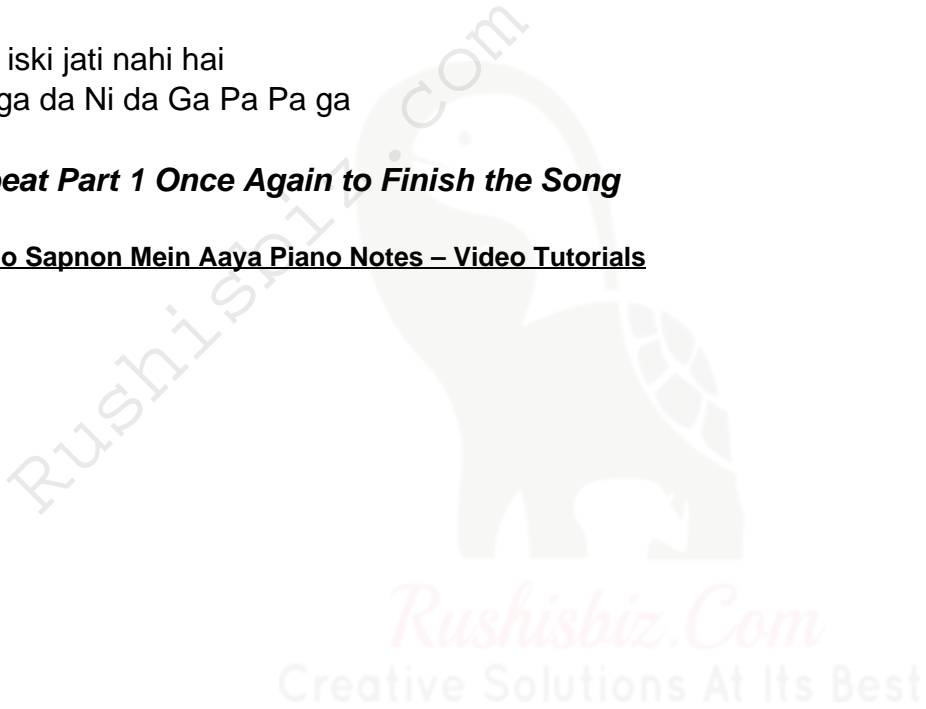 iski jati nahi hai
ga da Ni da Ga Pa Pa ga
eat Part 1 Once Again to Finish the Song
o Sapnon Mein Aaya Piano Notes – Video Tutorials
Rushisbiz.com
Rushisbiz.Com
Creative Solutions At Its Best